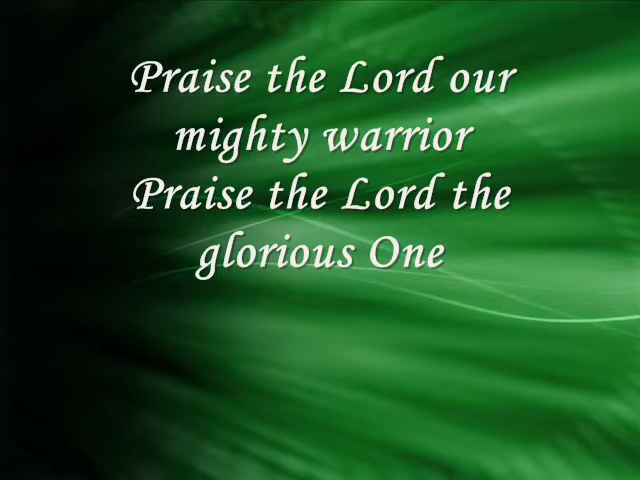 Praise the Lord our
mighty warrior
Praise the Lord the
glorious One